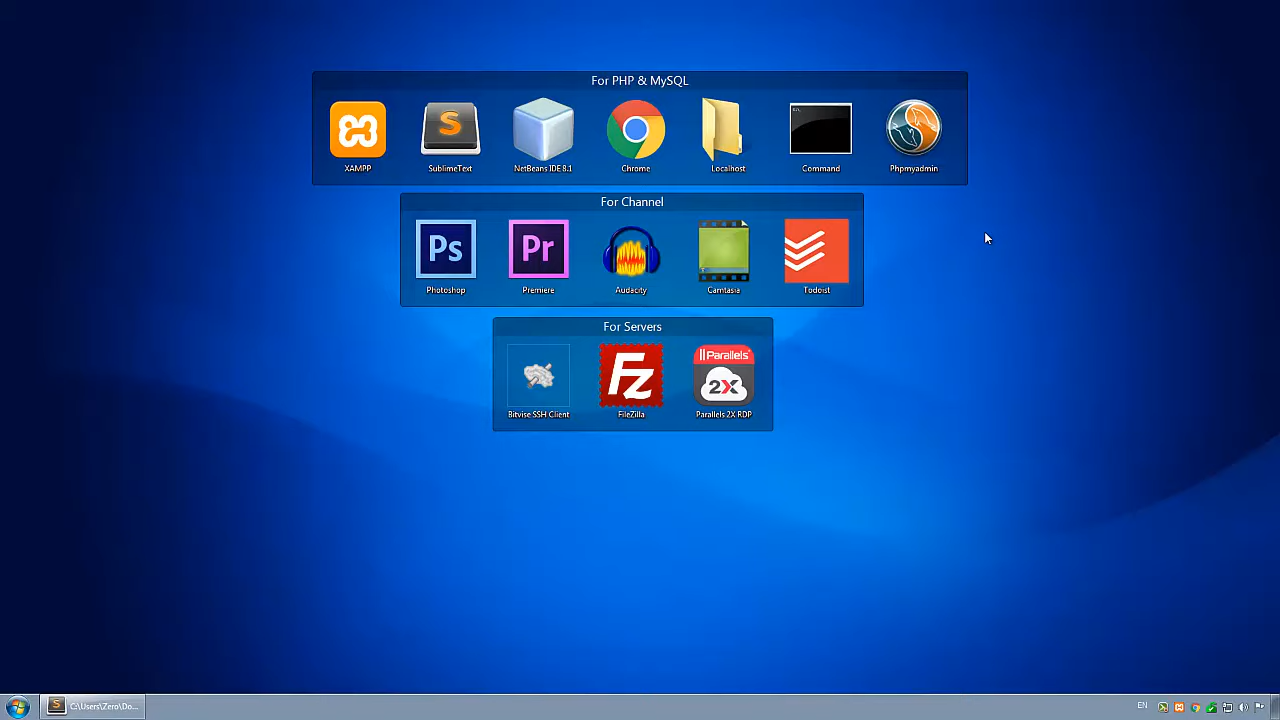 For PHP & MySQL
XAMPP
SublimeText
NetBeans IDE 8.1
Chrome
Localhost
Command
Phpmyadmin
For Channel
Ps
Pr
Photoshop
Premiere
Audacity
Camtasia
Todoist
For Servers
Fz
Parallels
2X
Bitvise SSH Client
FileZilla
Parallels 2X RDP
C:\Users\Zero\Do...
EN